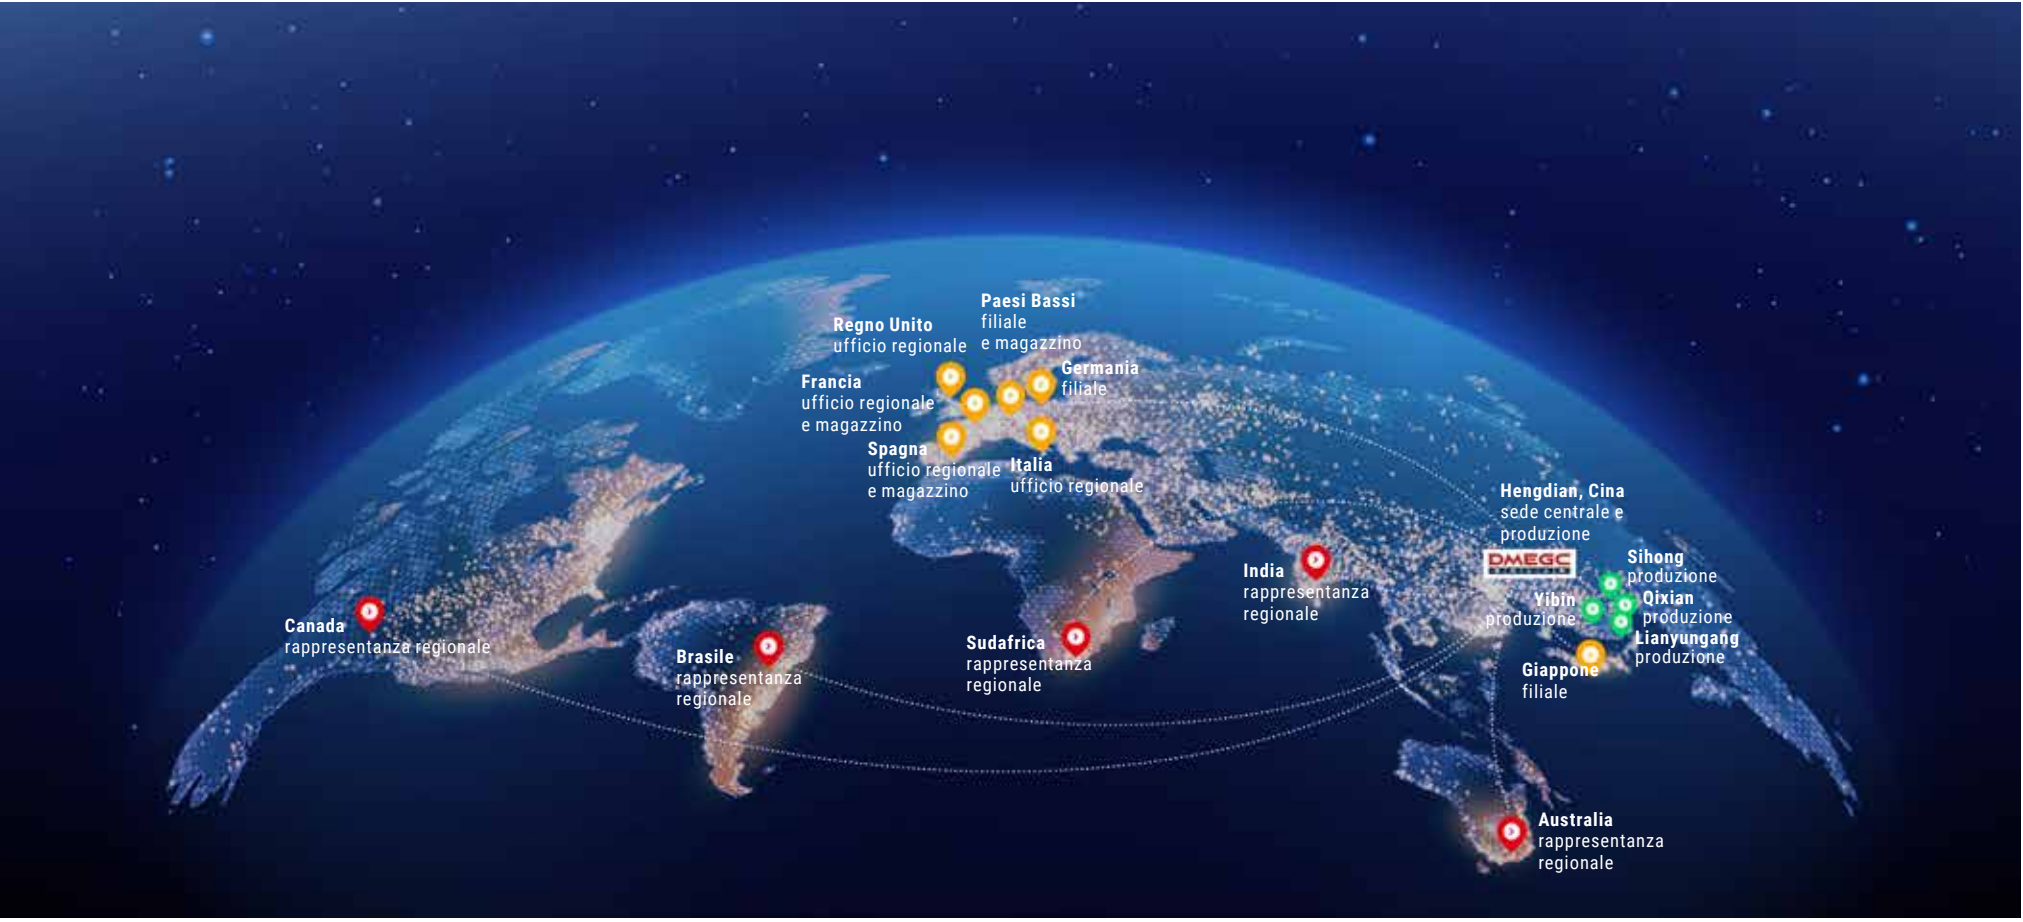 Paesi Bassi
filiale
e magazzino
Regno Unito
ufficio regionale
Germania
filiale
Francia
ufficio regionale
e magazzino
Spagna
ufficio regionale
e magazzino
Italia
ufficio regionale
Hengdian, Cina
sede centrale e
produzione
DMEGC
Sihong
produzione
Yibin
produzione
Qixian
produzione
Lianyungang
produzione
Giappone
filiale
India
rappresentanza
regionale
Canada
rappresentanza regionale
Brasile
rappresentanza
regionale
Sudafrica
rappresentanza
regionale
Australia
rappresentanza
regionale